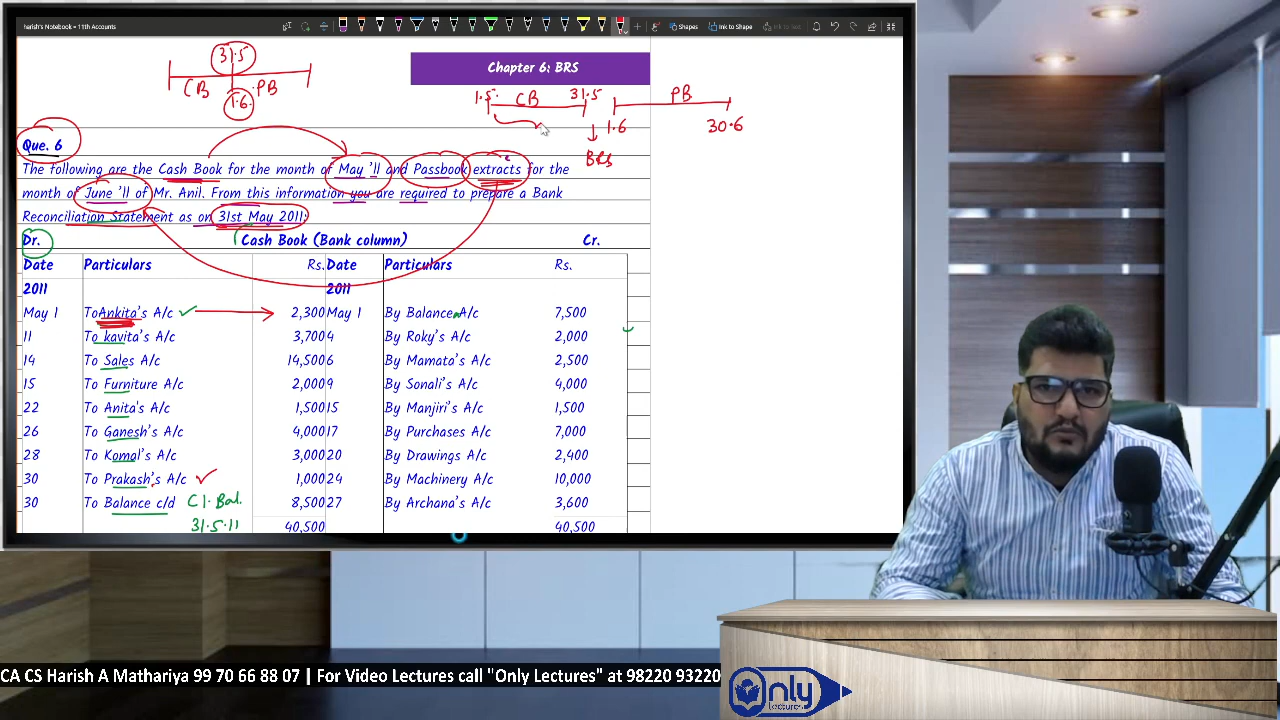 harish's Notebook » 11th Accounts
Shapes
Ink to Shape
Ink to Text
31.5
CB PB
1.6
Chapter 6: BRS
1.5 CB 31.5 PB
1.6 30.6
BRS
Que. 6
The following are the Cash Book for the month of May '11 and Passbook extracts for the
month of June '11 of Mr. Anil. From this information you are required to prepare a Bank
Reconciliation Statement as on 31st May 2011:
Dr. Cash Book (Bank column) Cr.
Date Particulars Rs. Date Particulars Rs.
2011 2011
May 1 ToAnkita's A/c 2,300 May 1 By Balance A/c 7,500
11 To kavita's A/c 3,700 4 By Roky's A/c 2,000
14 To Sales A/c 14,500 6 By Mamata's A/c 2,500
15 To Furniture A/c 2,000 9 By Sonali's A/c 4,000
22 To Anita's A/c 1,500 15 By Manjiri's A/c 1,500
26 To Ganesh's A/c 4,000 17 By Purchases A/c 7,000
28 To Komal's A/c 3,000 20 By Drawings A/c 2,400
30 To Prakash's A/c 1,000 24 By Machinery A/c 10,000
30 To Balance c/d Cl. Bal. 8,500 27 By Archana's A/c 3,600
31.5.11
40,500 40,500
CA CS Harish A Mathariya 99 70 66 88 07 | For Video Lectures call "Only Lectures" at 98220 93220
Only
Lectures